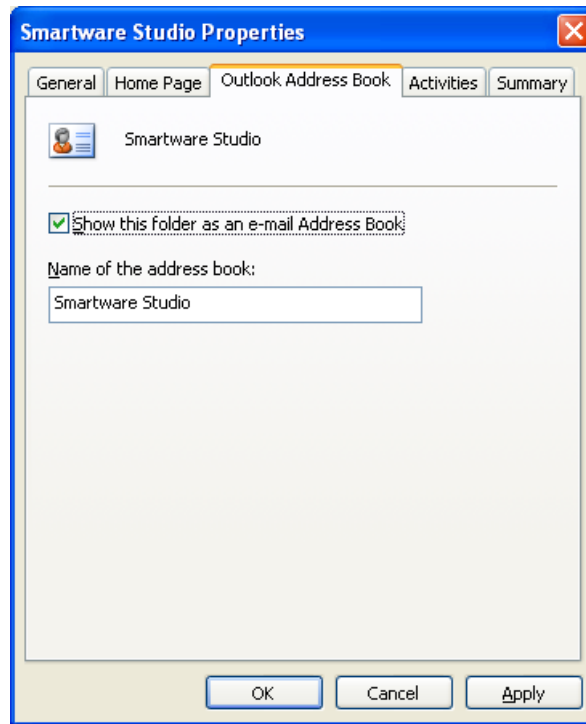 Smartware Studio Properties
General Home Page Outlook Address Book Activities Summary
Smartware Studio
Show this folder as an e-mail Address Book
Name of the address book:
Smartware Studio
OK Cancel Apply